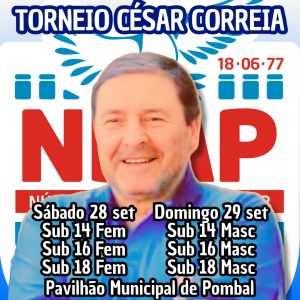 TORNEIO CÉSAR CORREIA
18·06·77
Sábado 28 set Domingo 29 set
Sub 14 Fem Sub 14 Masc
Sub 16 Fem Sub 16 Masc
Sub 18 Fem Sub 18 Masc
Pavilhão Municipal de Pombal